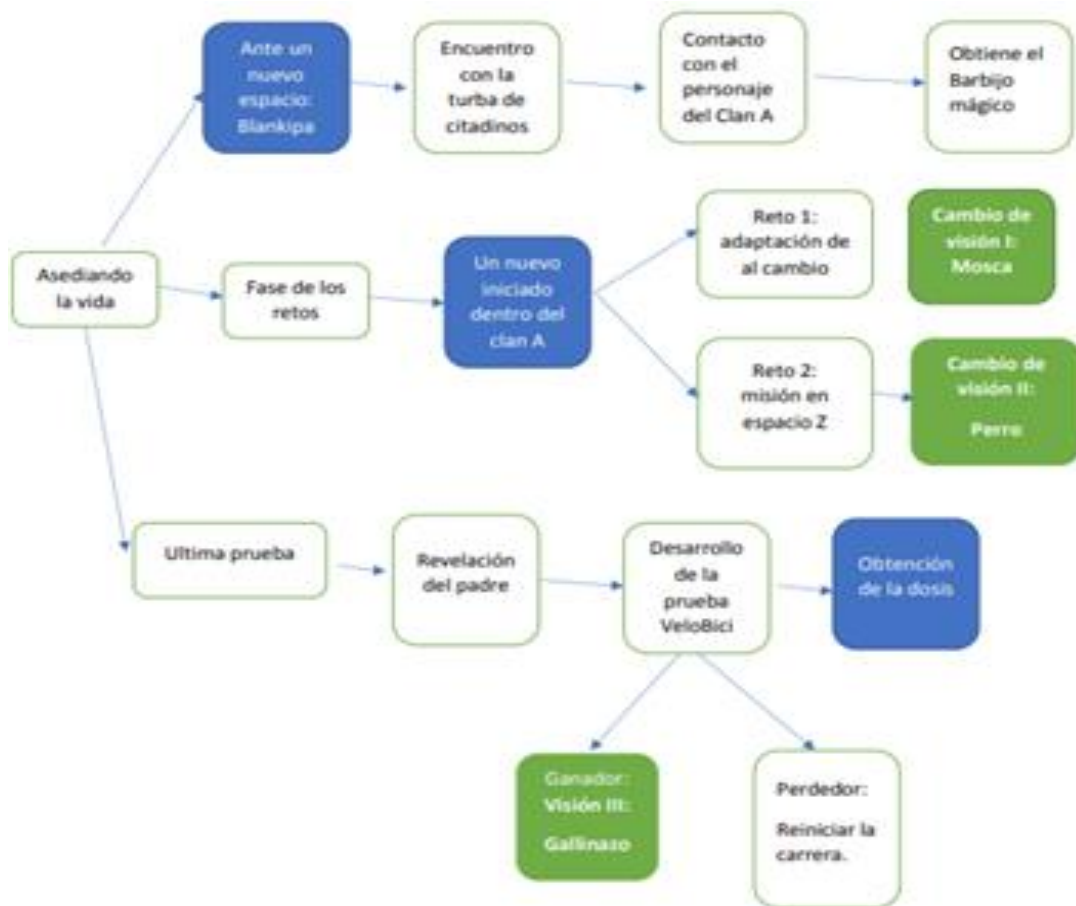 Ante un
nuevo
espacio:
Blankipa
Encuentro
con la
turba de
citadinos
Contacto
con el
personaje
del Clan A
Obtiene el
Barbijo
mágico
Asediando
la vida
Fase de los
retos
Un nuevo
iniciado
dentro del
clan A
Reto 1:
adaptación de
al cambio
Cambio de
visión I:
Mosca
Reto 2:
misión en
espacio Z
Cambio de
visión II:
Perro
Ultima prueba
Revelación
del padre
Desarrollo
de la
prueba
VeloBici
Obtención
de la dosis
Ganador:
Visión III:
Gallinazo
Perdedor:
Reiniciar la
carrera.